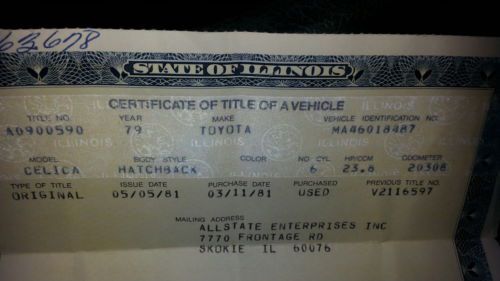 63678
STATE OF ILLINOIS
CERTIFICATE OF TITLE OF A VEHICLE
TITLE NO. YEAR MAKE VEHICLE IDENTIFICATION NO.
A0900590 79 TOYOTA MA46018487
MODEL BODY STYLE COLOR NO. CYL. HP/CCM ODOMETER
CELICA HATCHBACK 6 23.8 20308
TYPE OF TITLE ISSUE DATE PURCHASE DATE PURCHASED PREVIOUS TITLE NO.
ORIGINAL 05/05/81 03/11/81 USED V2116597
MAILING ADDRESS
ALLSTATE ENTERPRISES INC
7770 FRONTAGE RD
SKOKIE IL 60076